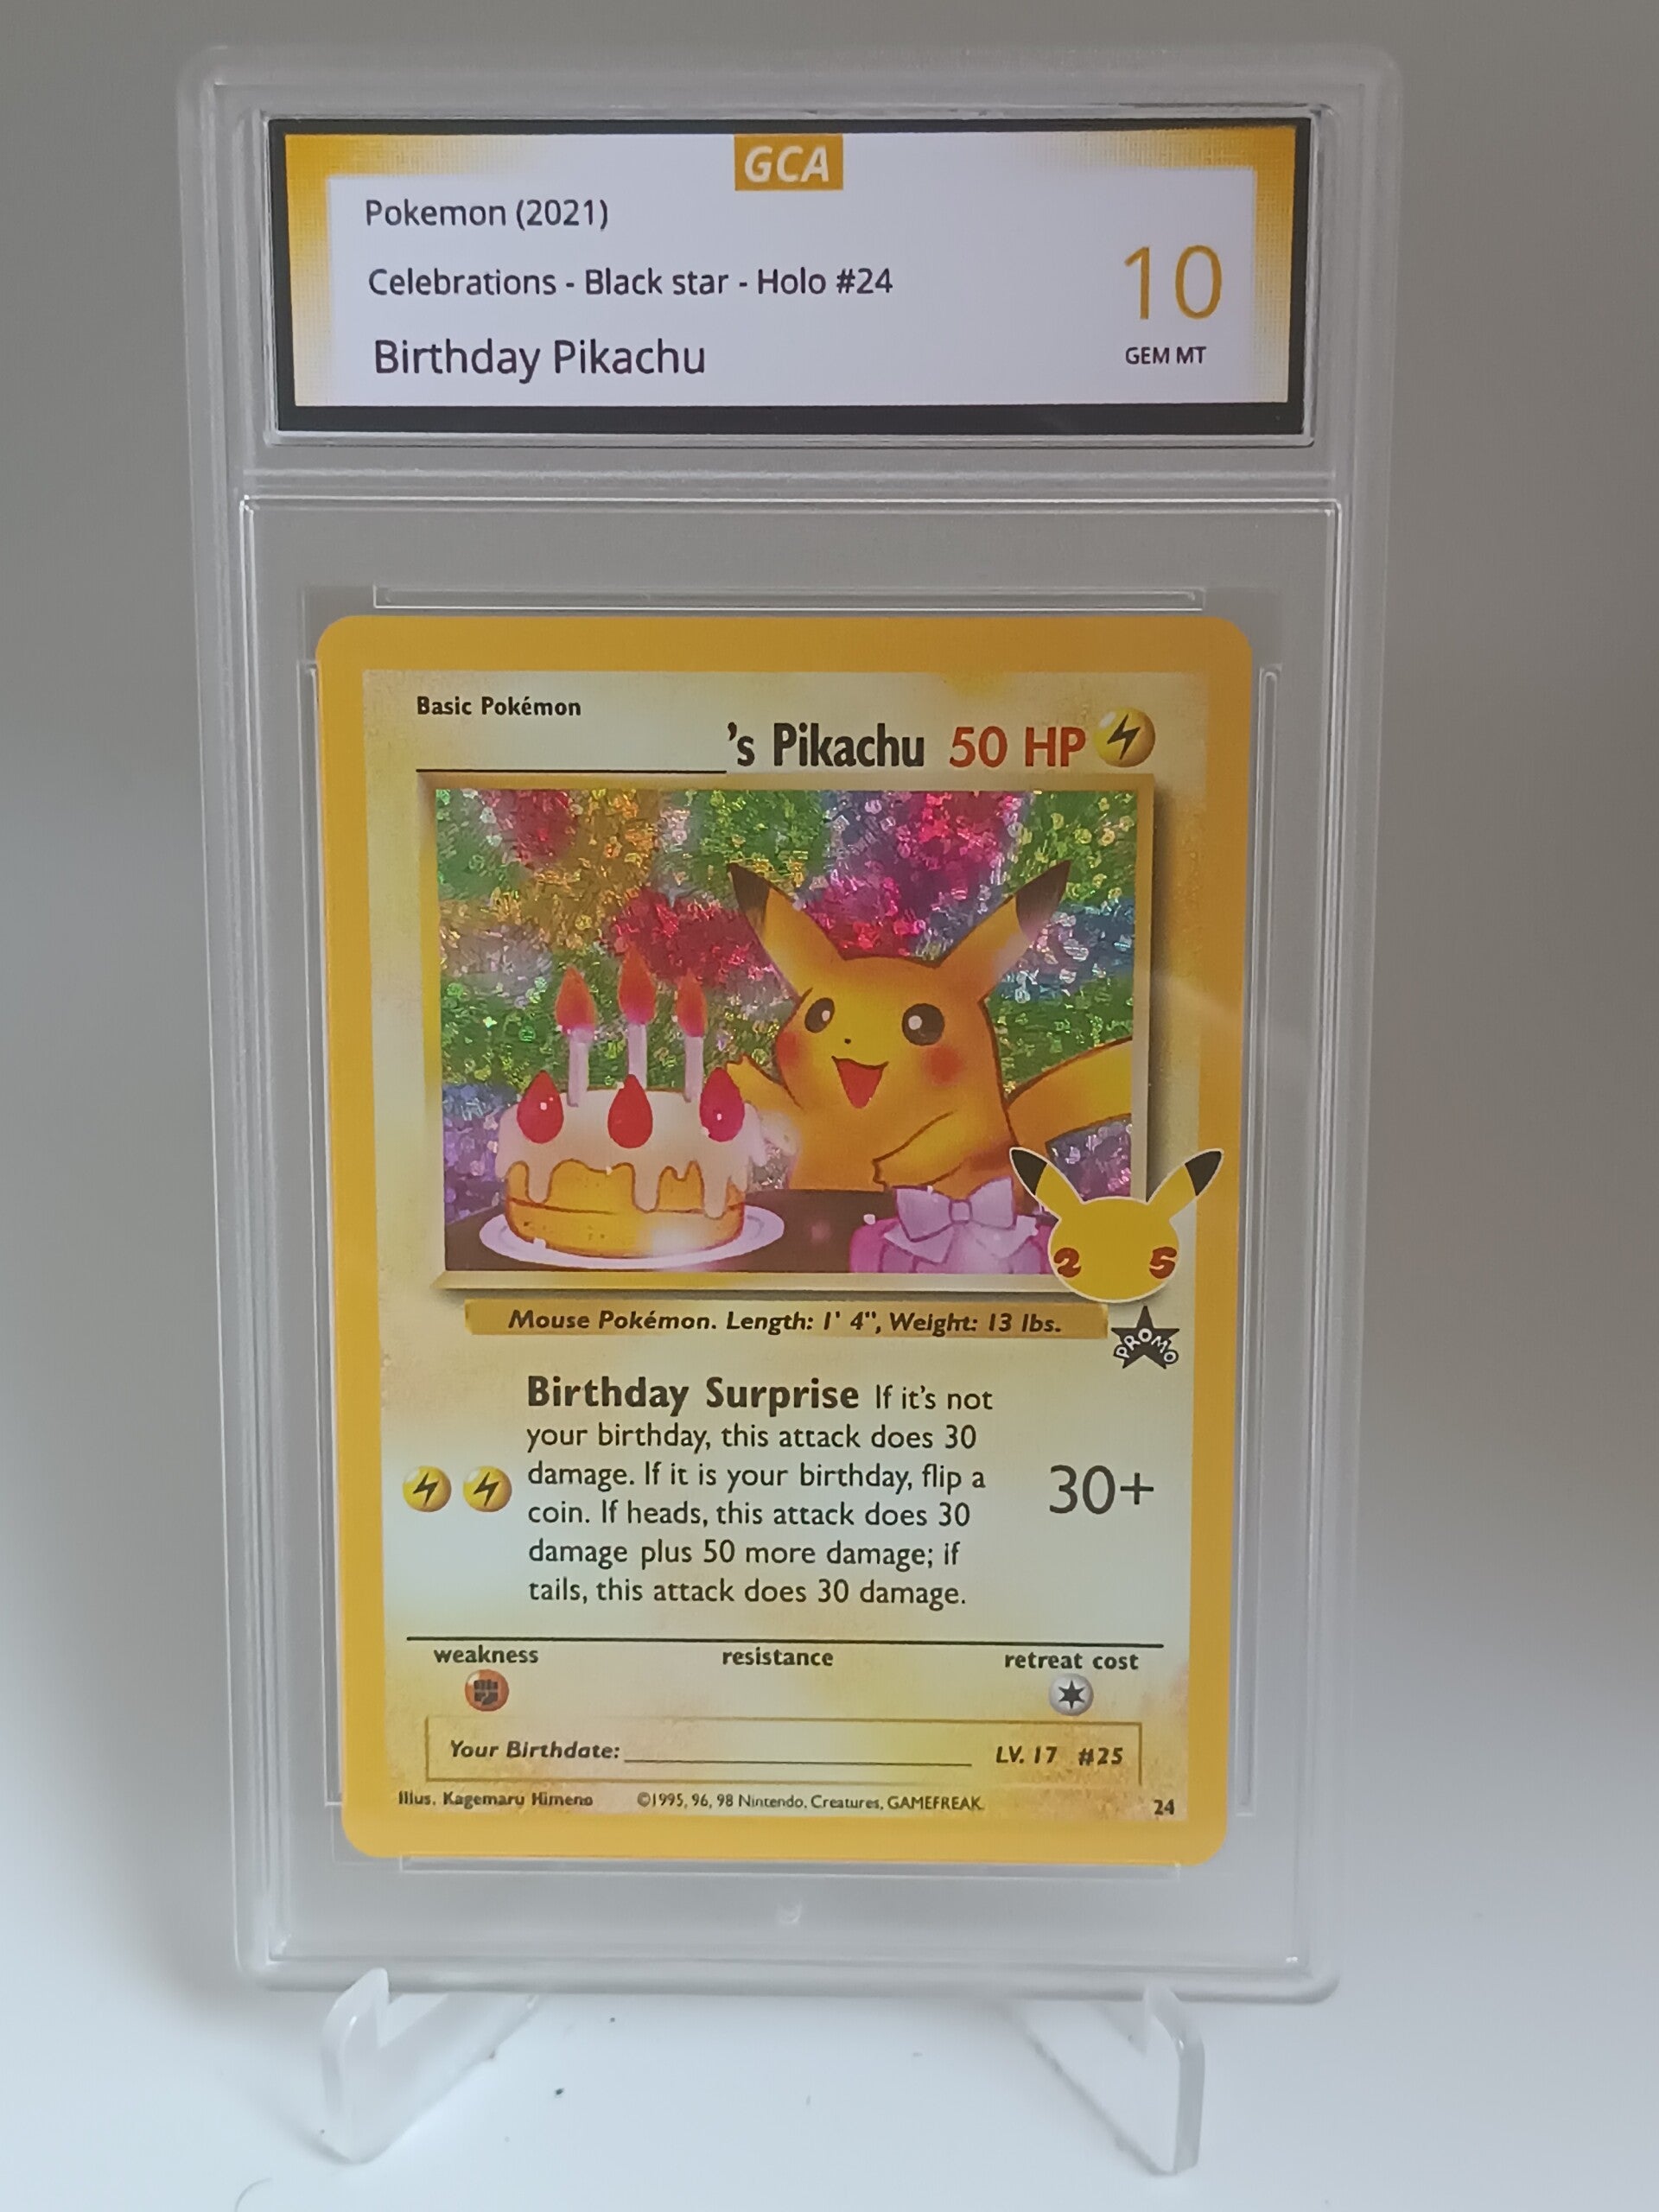 GCA
Pokemon (2021)
Celebrations - Black star - Holo #24
10
Birthday Pikachu
GEM MT
Basic Pokémon
's Pikachu 50 HP
2 5
Mouse Pokémon. Length: 1' 4", Weight: 13 lbs.
PROMO
Birthday Surprise If it's not
your birthday, this attack does 30
damage. If it is your birthday, flip a
coin. If heads, this attack does 30
damage plus 50 more damage; if
tails, this attack does 30 damage.
30+
weakness resistance retreat cost
Your Birthdate: LV. 17 #25
Illus. Kagemaru Himeno ©1995, 96, 98 Nintendo, Creatures, GAMEFREAK. 24